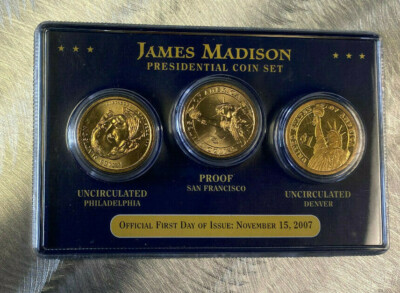 JAMES MADISON
PRESIDENTIAL COIN SET
UNCIRCULATED
PHILADELPHIA
PROOF
SAN FRANCISCO
UNCIRCULATED
DENVER
OFFICIAL FIRST DAY OF ISSUE: NOVEMBER 15, 2007